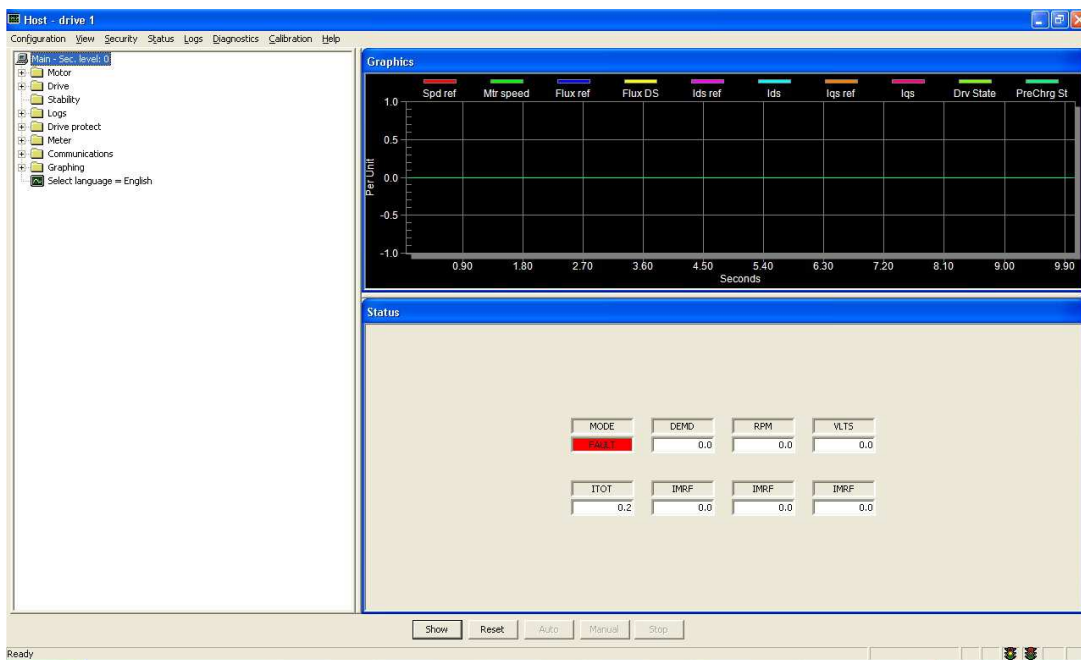 Host - drive 1
Configuration View Security Status Logs Diagnostics Calibration Help
Main - Sec. level: 0
Motor
Drive
Stability
Logs
Drive protect
Meter
Communications
Graphing
Select language = English
Graphics
Spd ref Mtr speed Flux ref Flux DS Ids ref Ids Iqs ref Iqs Drv State PreChrg St
1.0
0.5
0.0
-0.5
-1.0
Per Unit
0.90 1.80 2.70 3.60 4.50 5.40 6.30 7.20 8.10 9.00 9.90
Seconds
Status
MODE DEMD RPM VLTS
FAULT 0.0 0.0 0.0
ITOT IMRF IMRF IMRF
0.2 0.0 0.0 0.0
Show Reset Auto Manual Stop
Ready